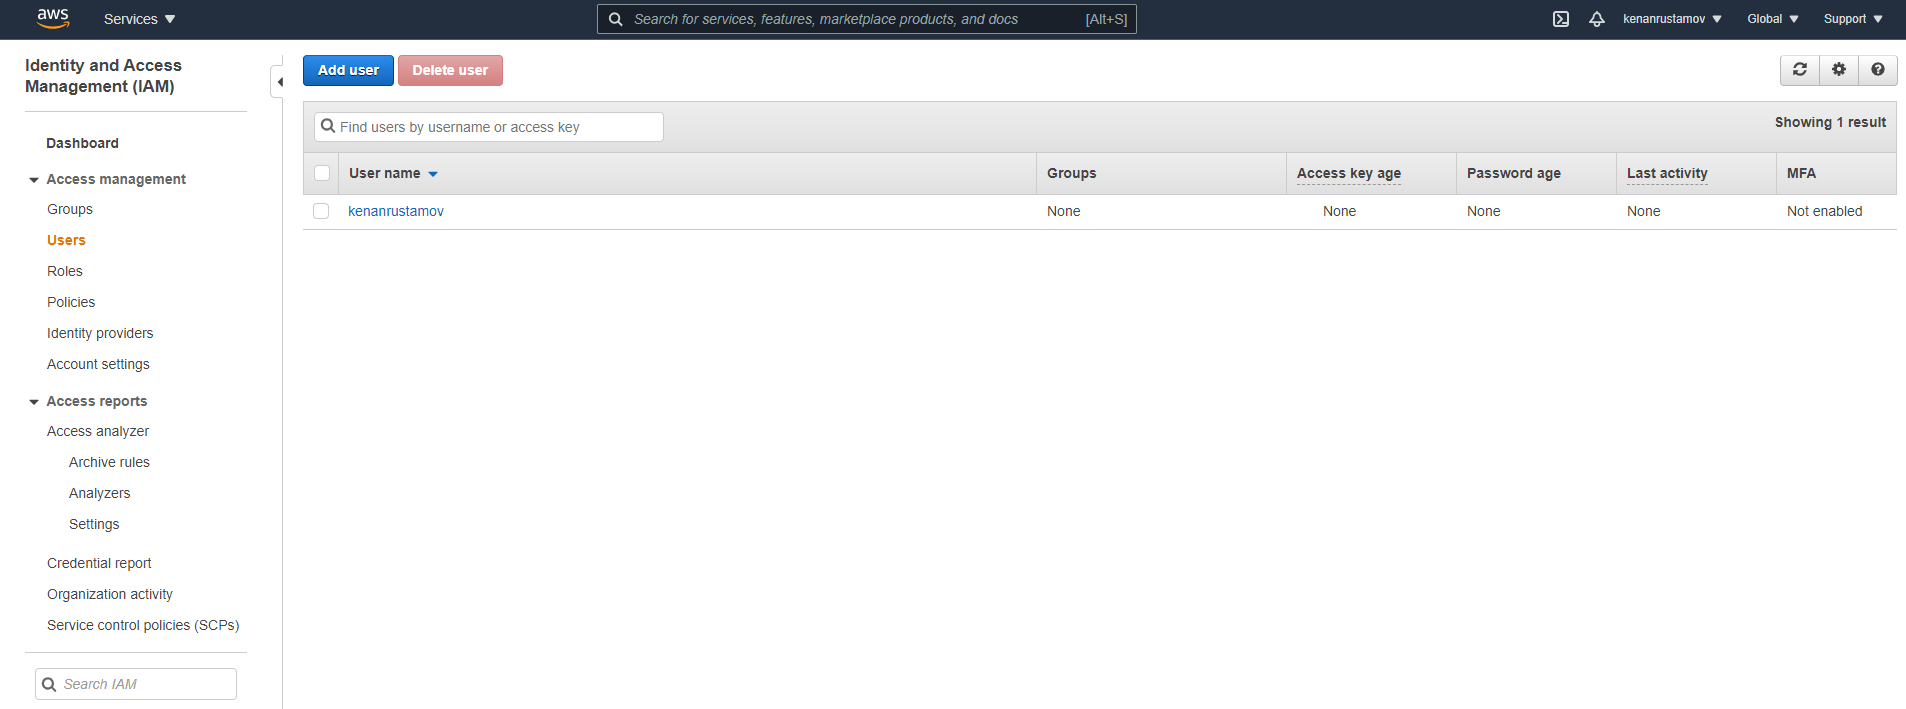 aws
Services
Search for services, features, marketplace products, and docs [Alt+S]
kenanrustamov
Global
Support
Identity and Access
Management (IAM)
Dashboard
Access management
Groups
Users
Roles
Policies
Identity providers
Account settings
Access reports
Access analyzer
Archive rules
Analyzers
Settings
Credential report
Organization activity
Service control policies (SCPs)
Search IAM
Add user
Delete user
Find users by username or access key
Showing 1 result
User name Groups Access key age Password age Last activity MFA
kenanrustamov None None None None Not enabled